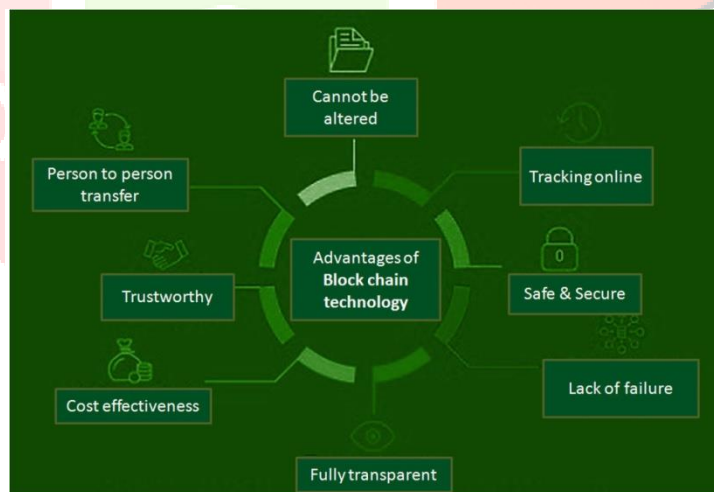 Cannot be
altered
Person to person
transfer
Tracking online
Advantages of
Block chain
technology
Trustworthy
Safe & Secure
Cost effectiveness
Lack of failure
Fully transparent